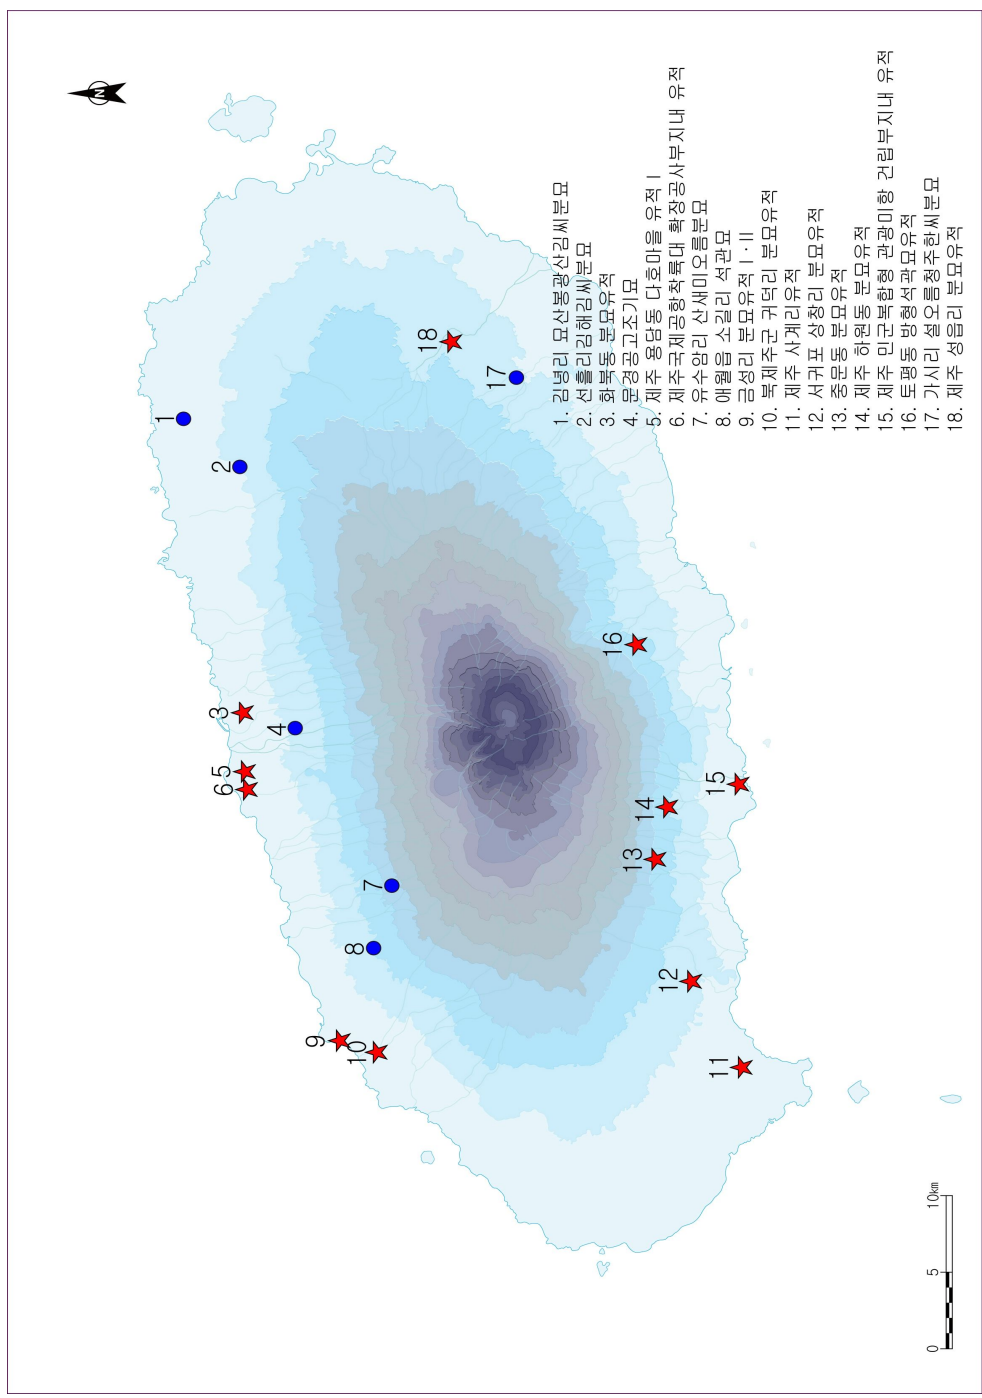 N
1
2
3
4
65
7
8
9
10
11
12
13
14
15
16
17
18
1. 김녕리 묘산봉광산김씨분묘
2. 선흘리김해김씨분묘
3. 화북동 분묘유적
4. 문경공고조기묘
5. 제주 용담동 다호마을 유적 Ⅰ
6. 제주국제공항착륙대 확장공사부지내 유적
7. 유수암리 산새미오름분묘
8. 애월읍 소길리 석관묘
9. 금성리 분묘유적 Ⅰ·Ⅱ
10. 북제주군 귀덕리 분묘유적
11. 제주 사계리유적
12. 서귀포 상창리 분묘유적
13. 중문동 분묘유적
14. 제주 하원동 분묘유적
15. 제주 민군복합형 관광미항 건립부지내 유적
16. 토평동 방형석곽묘유적
17. 가시리 설오름청주한씨분묘
18. 제주 성읍리 분묘유적
0 5 10km